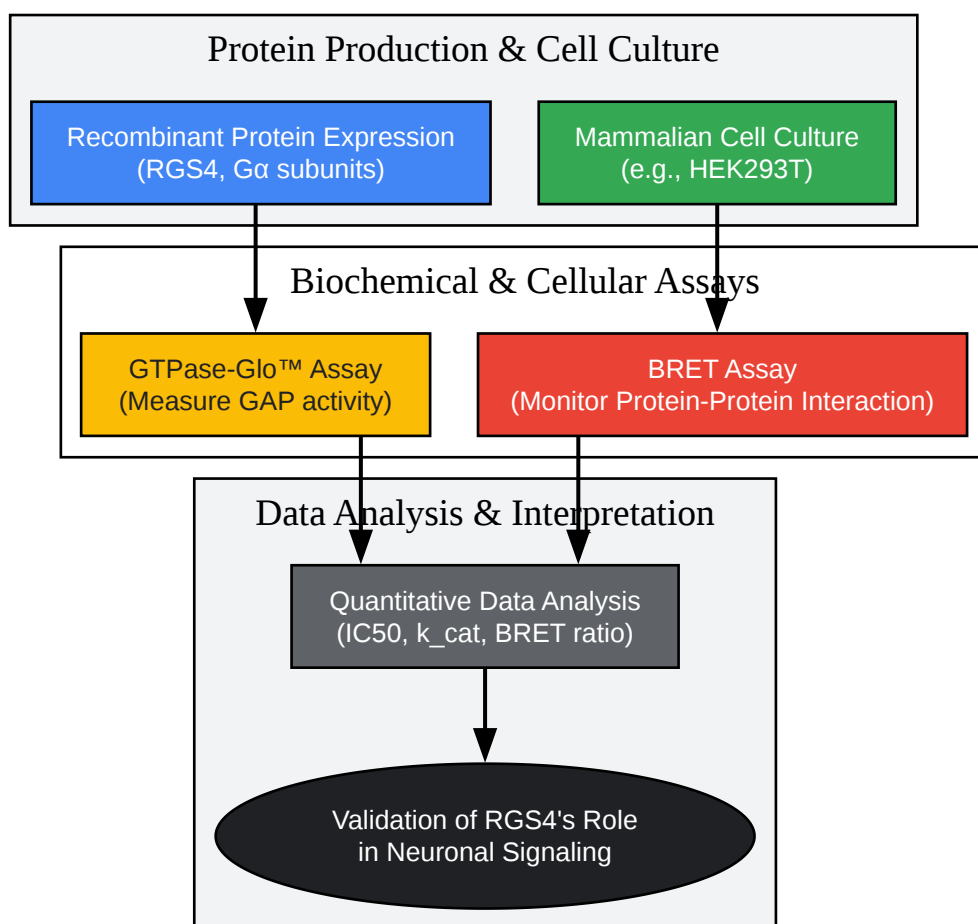 Protein Production & Cell Culture
Recombinant Protein Expression
(RGS4, Gα subunits)
Mammalian Cell Culture
(e.g., HEK293T)
Biochemical & Cellular Assays
GTPase-Glo™ Assay
(Measure GAP activity)
BRET Assay
(Monitor Protein-Protein Interaction)
Data Analysis & Interpretation
Quantitative Data Analysis
(IC50, k_cat, BRET ratio)
Validation of RGS4's Role
in Neuronal Signaling